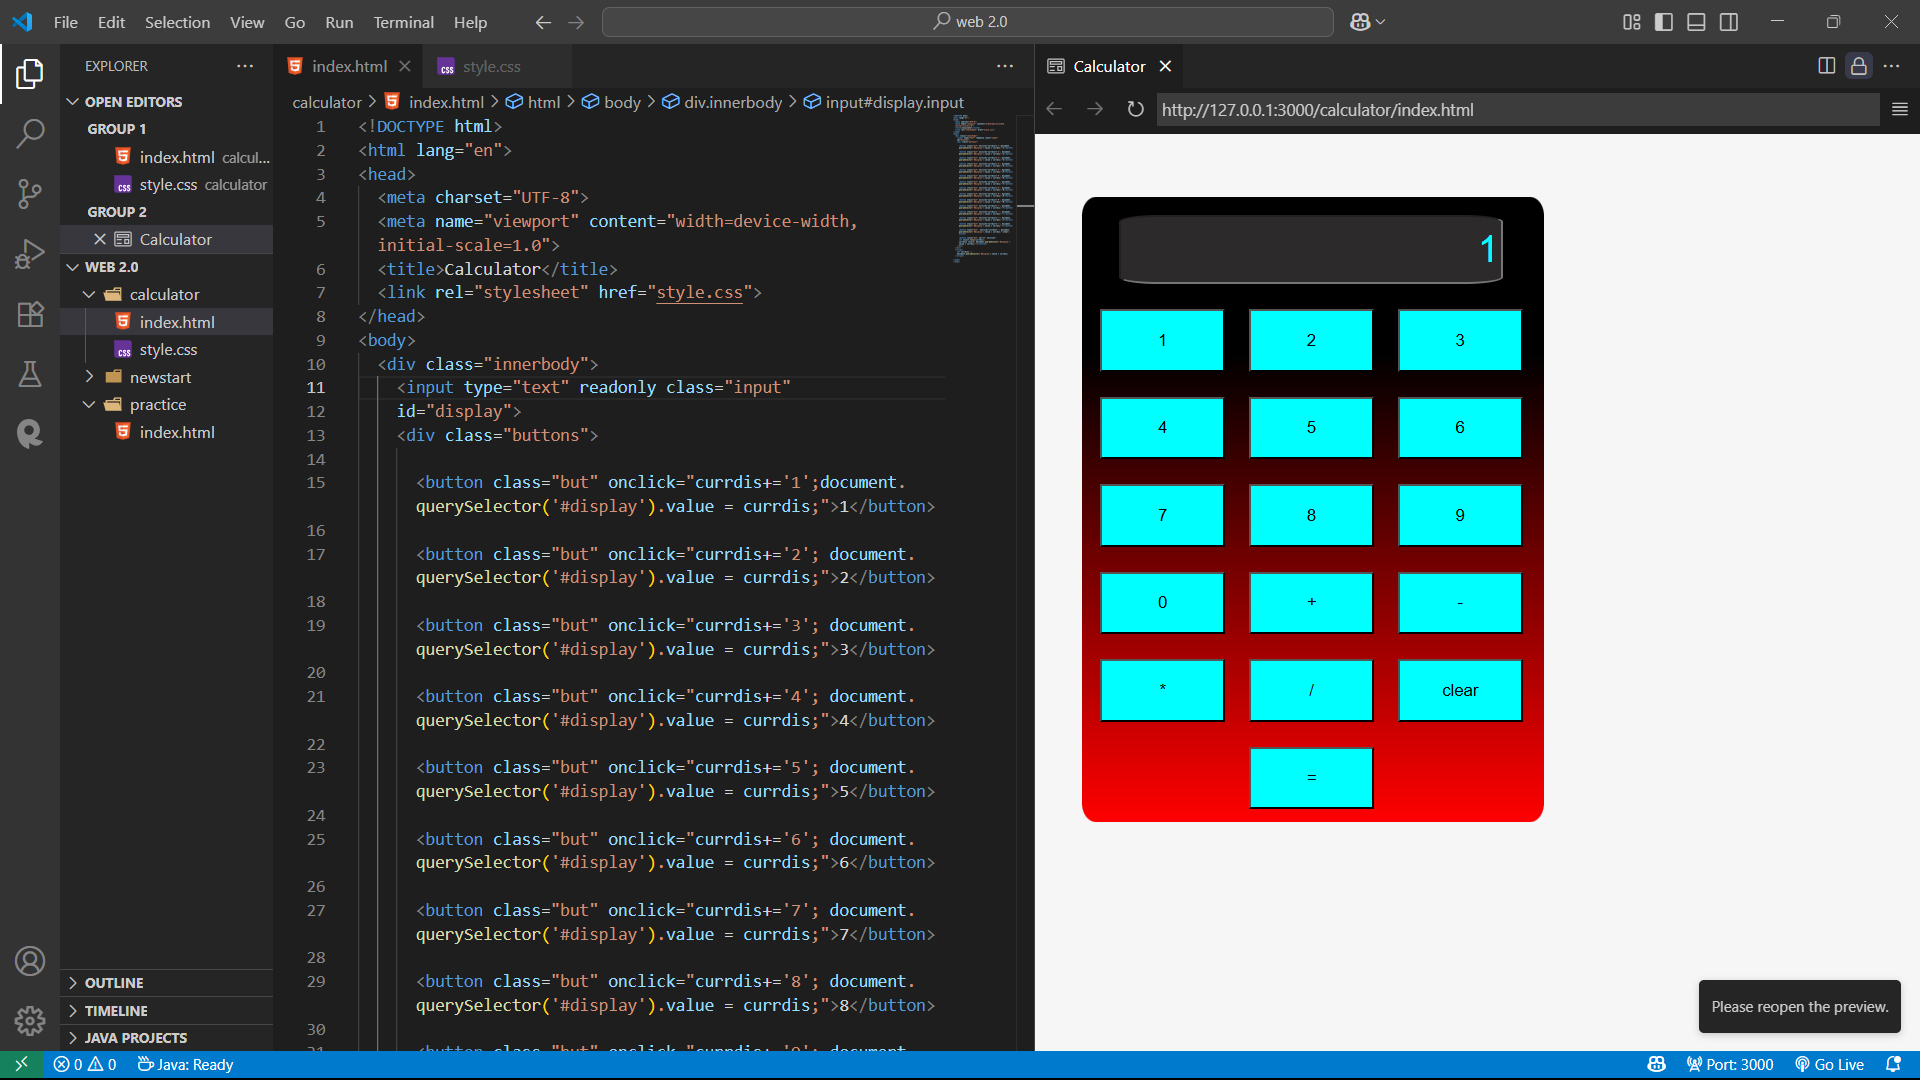 File Edit Selection View Go Run Terminal Help
web 2.0
EXPLORER
OPEN EDITORS
GROUP 1
index.html calcul...
style.css calculator
GROUP 2
Calculator
WEB 2.0
calculator
index.html
style.css
newstart
practice
index.html
OUTLINE
TIMELINE
JAVA PROJECTS
index.html
style.css
calculator > index.html > html > body > div.innerbody > input#display.input
1 <!DOCTYPE html>
2 <html lang="en">
3 <head>
4 <meta charset="UTF-8">
5 <meta name="viewport" content="width=device-width,
initial-scale=1.0">
6 <title>Calculator</title>
7 <link rel="stylesheet" href="style.css">
8 </head>
9 <body>
10 <div class="innerbody">
11 <input type="text" readonly class="input"
12 id="display">
13 <div class="buttons">
14
15 <button class="but" onclick="currdis+='1';document.
querySelector('#display').value = currdis;">1</button>
16
17 <button class="but" onclick="currdis+='2'; document.
querySelector('#display').value = currdis;">2</button>
18
19 <button class="but" onclick="currdis+='3'; document.
querySelector('#display').value = currdis;">3</button>
20
21 <button class="but" onclick="currdis+='4'; document.
querySelector('#display').value = currdis;">4</button>
22
23 <button class="but" onclick="currdis+='5'; document.
querySelector('#display').value = currdis;">5</button>
24
25 <button class="but" onclick="currdis+='6'; document.
querySelector('#display').value = currdis;">6</button>
26
27 <button class="but" onclick="currdis+='7'; document.
querySelector('#display').value = currdis;">7</button>
28
29 <button class="but" onclick="currdis+='8'; document.
querySelector('#display').value = currdis;">8</button>
30
Calculator
http://127.0.0.1:3000/calculator/index.html
1
1 2 3
4 5 6
7 8 9
0 + -
* / clear
=
Please reopen the preview.
0 0 Java: Ready
Port: 3000 Go Live